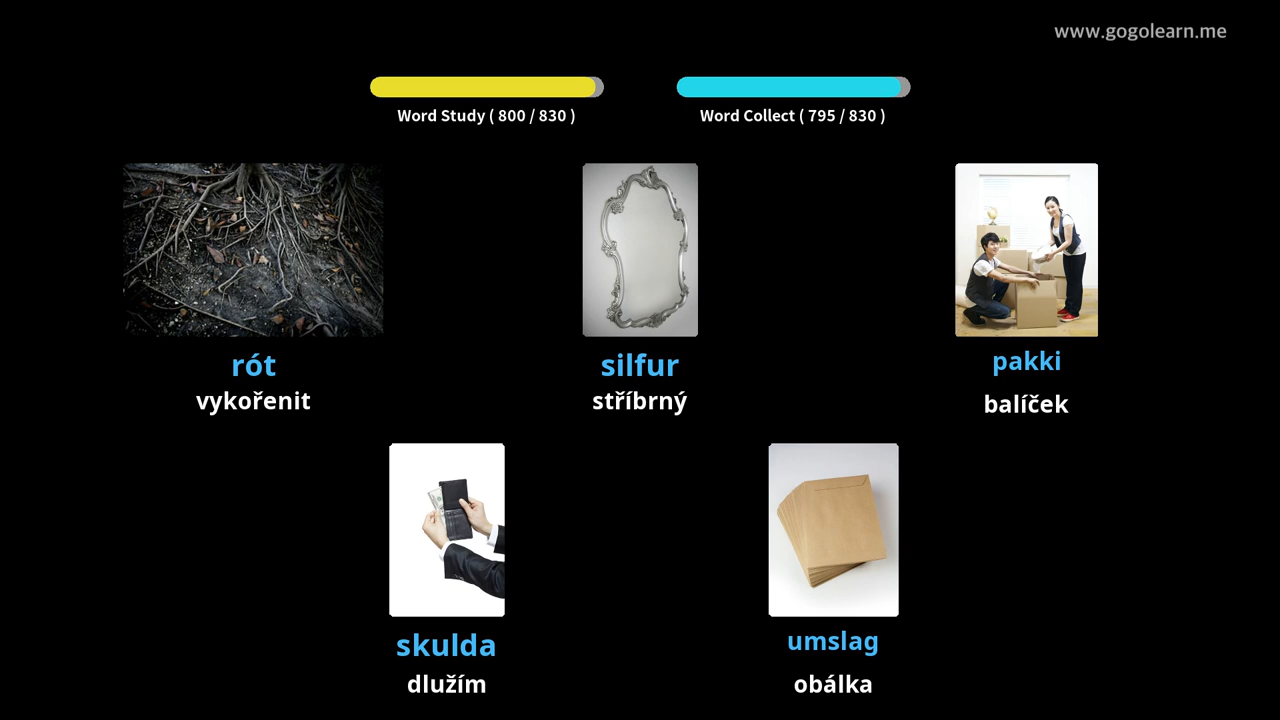 www.gogolearn.me
Word Study ( 800 / 830 )
Word Collect ( 795 / 830 )
rót
vykořenit
silfur
stříbrný
pakki
balíček
skulda
dlužím
umslag
obálka